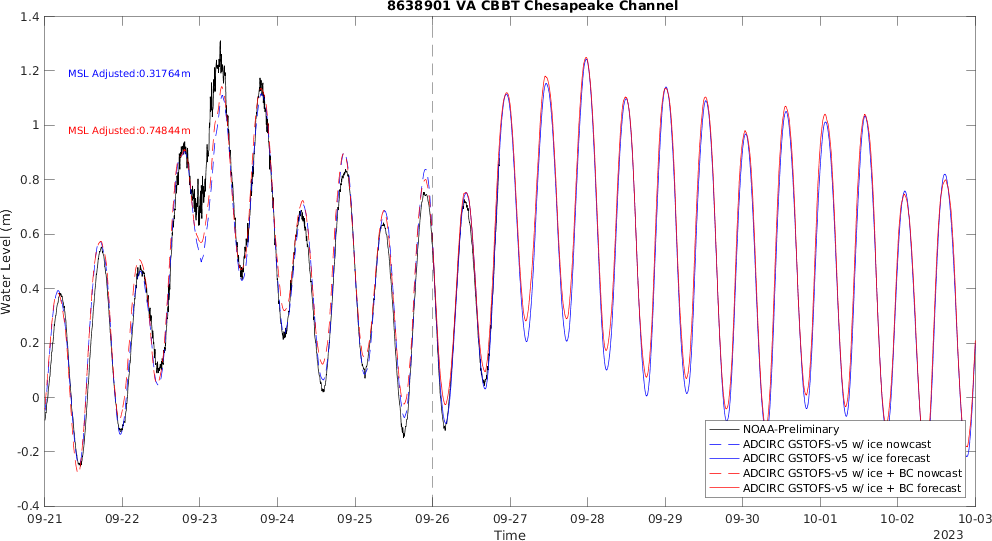 8638901 VA CBBT Chesapeake Channel
1.4
1.2
1
0.8
0.6
0.4
0.2
0
-0.2
-0.4
Water Level (m)
MSL Adjusted:0.31764m
MSL Adjusted:0.74844m
NOAA-Preliminary
ADCIRC GSTOFS-v5 w/ ice nowcast
ADCIRC GSTOFS-v5 w/ ice forecast
ADCIRC GSTOFS-v5 w/ ice + BC nowcast
ADCIRC GSTOFS-v5 w/ ice + BC forecast
09-21 09-22 09-23 09-24 09-25 09-26 09-27 09-28 09-29 09-30 10-01 10-02 10-03
Time
2023